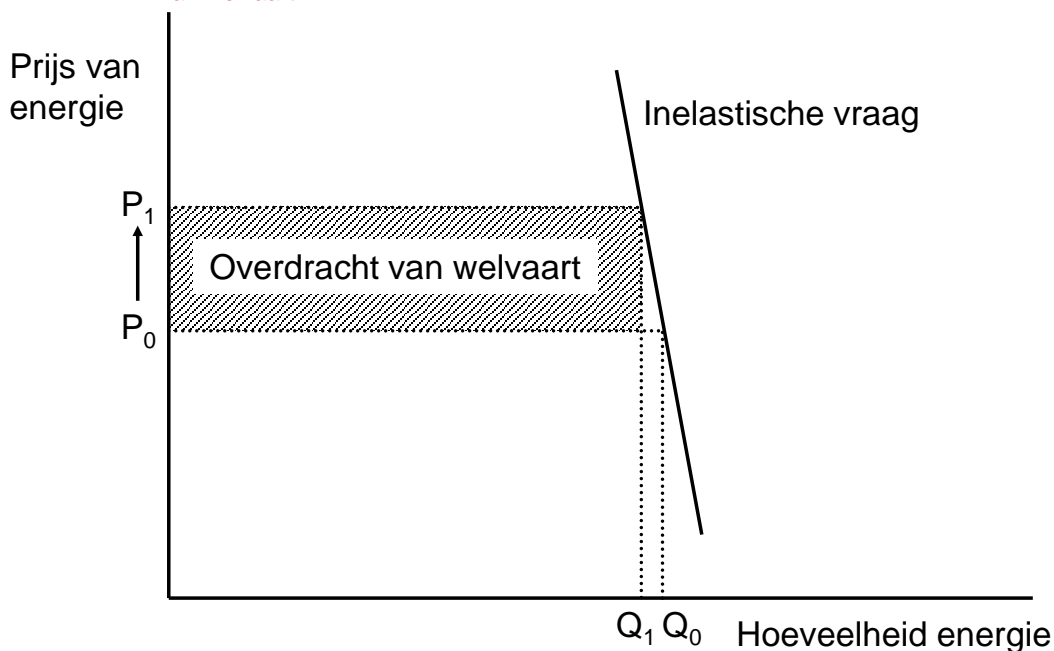 Prijs van
energie
Inelastische vraag
P₁
Overdracht van welvaart
P₀
Q₁ Q₀
Hoeveelheid energie